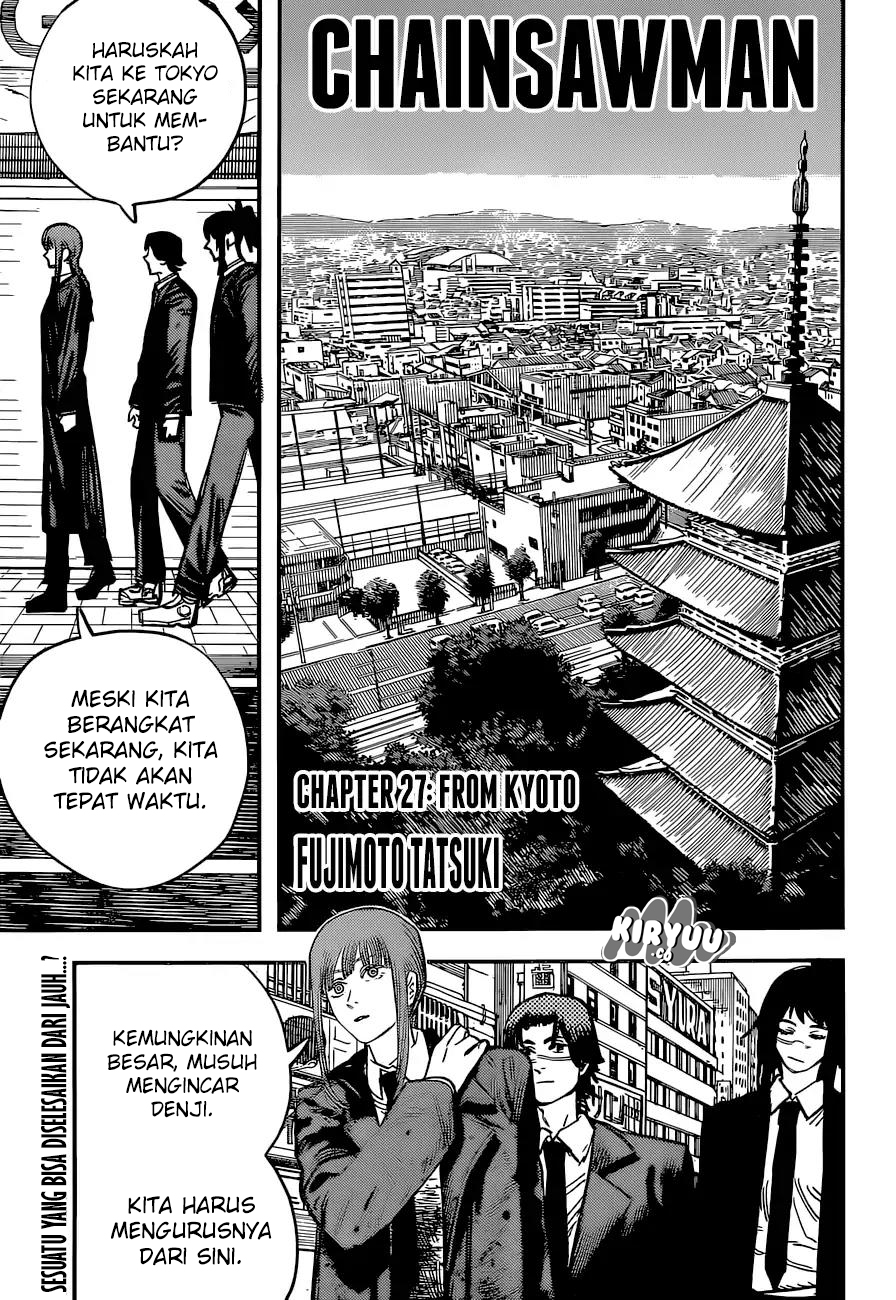 CHAINSAWMAN
CHAPTER 27: FROM KYOTO
FUJIMOTO TATSUKI
HARUSKAH
KITA KE TOKYO
SEKARANG
UNTUK MEM-
BANTU?
MESKI KITA
BERANGKAT
SEKARANG, KITA
TIDAK AKAN
TEPAT WAKTU.
KIRYUU
.CO
SYURA
KEMUNGKINAN
BESAR, MUSUH
MENGINCAR
DENJI.
KITA HARUS
MENGURUSNYA
DARI SINI.
SESUATU YANG BISA DISELESAIKAN DARI JAUH...?